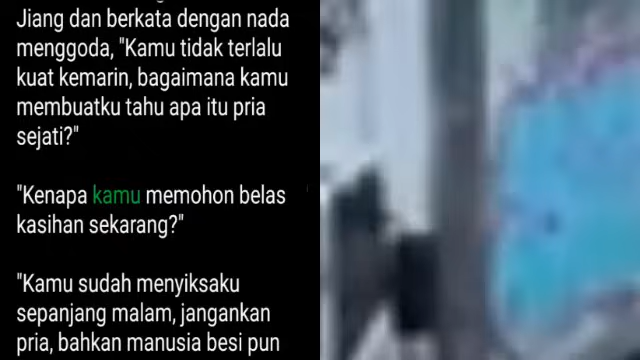 Jiang dan berkata dengan nada
menggoda, "Kamu tidak terlalu
kuat kemarin, bagaimana kamu
membuatku tahu apa itu pria
sejati?"
"Kenapa kamu memohon belas
kasihan sekarang?"
"Kamu sudah menyiksaku
sepanjang malam, jangankan
pria, bahkan manusia besi pun